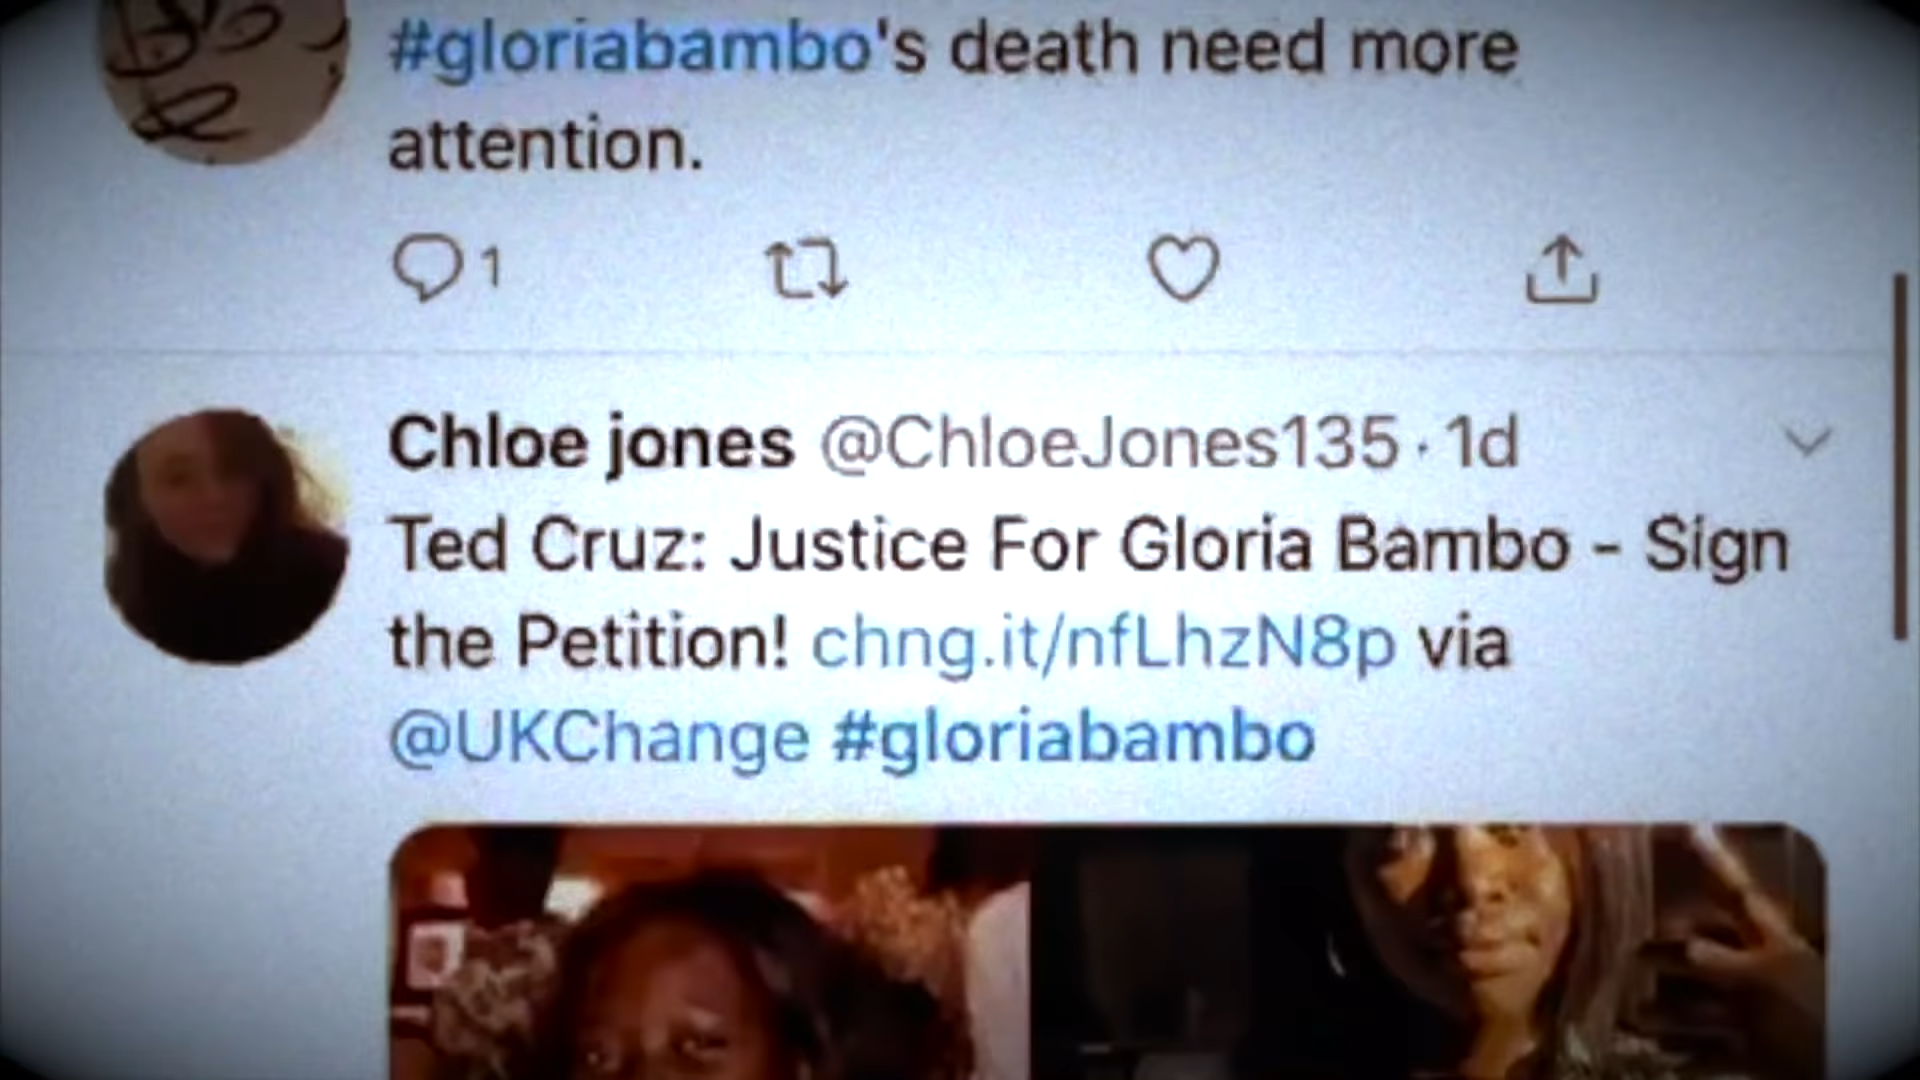 #gloriabambo's death need more
attention.
1
Chloe jones @ChloeJones135 · 1d
Ted Cruz: Justice For Gloria Bambo - Sign
the Petition! chng.it/nfLhzN8p via
@UKChange #gloriabambo